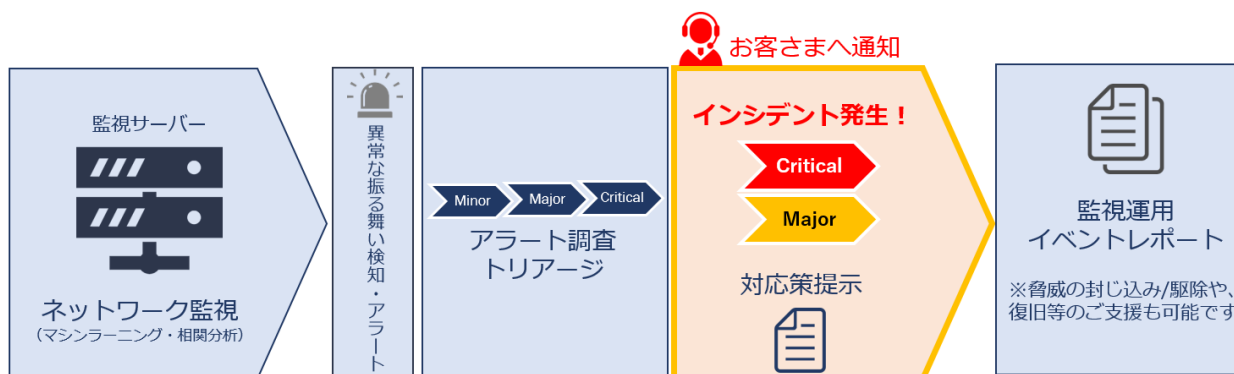 監視サーバー
ネットワーク監視
(マシンラーニング・相関分析)
異常な振る舞い検知・アラート
Minor
Major
Critical
アラート調査
トリアージ
お客さまへ通知
インシデント発生！
Critical
Major
対応策提示
監視運用
イベントレポート
※脅威の封じ込み/駆除や、
復旧等のご支援も可能です